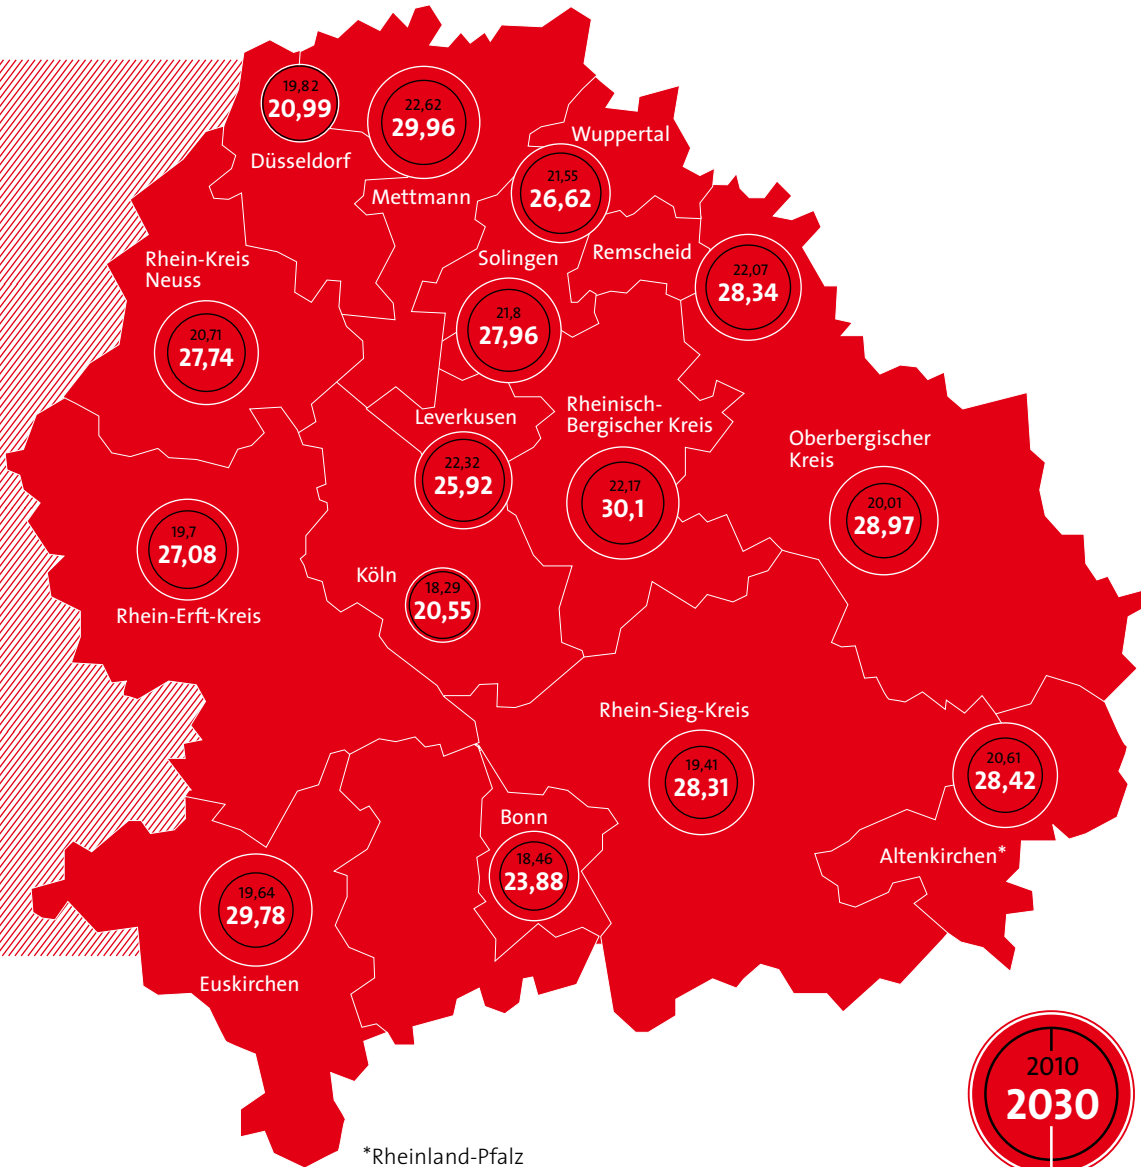 19,82
20,99
Düsseldorf
22,62
29,96
Mettmann
Wuppertal
21,55
26,62
Rhein-Kreis
Neuss
20,71
27,74
Solingen
21,8
27,96
Remscheid
22,07
28,34
Leverkusen
22,32
25,92
Rheinisch-
Bergischer Kreis
22,17
30,1
Oberbergischer
Kreis
20,01
28,97
19,7
27,08
Rhein-Erft-Kreis
Köln
18,29
20,55
Rhein-Sieg-Kreis
19,41
28,31
20,61
28,42
Altenkirchen*
Bonn
18,46
23,88
19,64
29,78
Euskirchen
2010
2030
*Rheinland-Pfalz